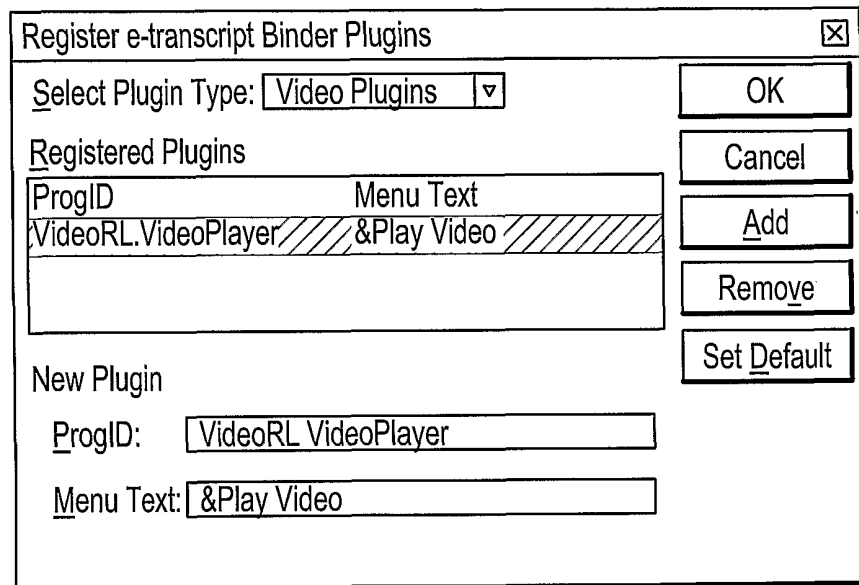 Register e-transcript Binder Plugins
Select Plugin Type: Video Plugins
OK
Registered Plugins
Cancel
ProgID Menu Text
VideoRL.VideoPlayer &Play Video
Add
Remove
Set Default
New Plugin
ProgID: VideoRL VideoPlayer
Menu Text: &Play Video